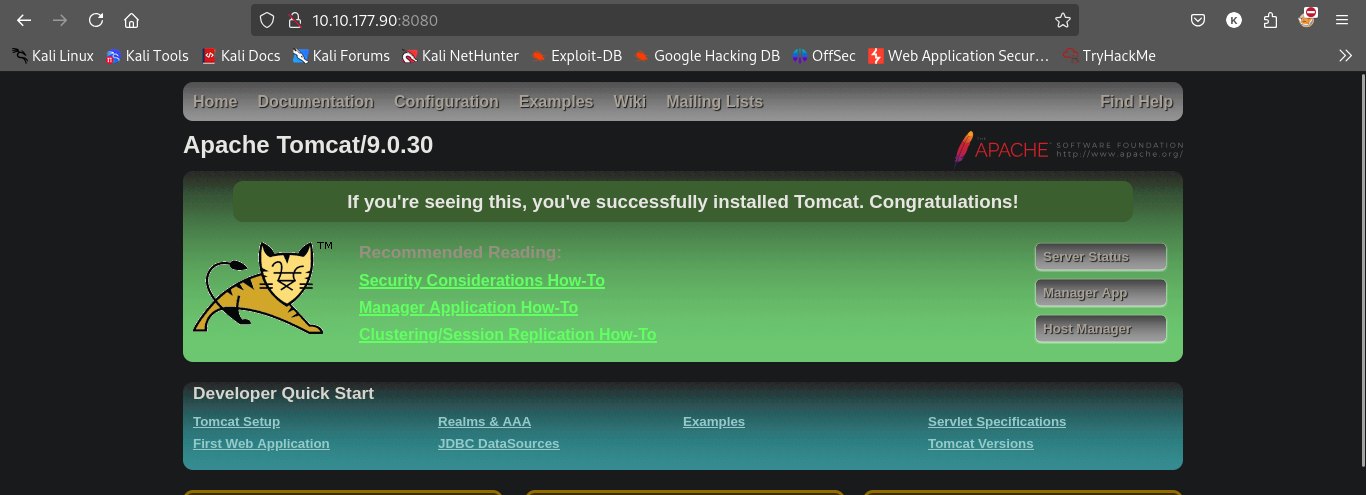 10.10.177.90:8080
K
Kali Linux Kali Tools Kali Docs Kali Forums Kali NetHunter Exploit-DB Google Hacking DB OffSec Web Application Secur… TryHackMe
Home Documentation Configuration Examples Wiki Mailing Lists Find Help
Apache Tomcat/9.0.30
THE APACHE™ SOFTWARE FOUNDATION
http://www.apache.org/
If you're seeing this, you've successfully installed Tomcat. Congratulations!
TM
Recommended Reading:
Security Considerations How-To
Manager Application How-To
Clustering/Session Replication How-To
Server Status
Manager App
Host Manager
Developer Quick Start
Tomcat Setup Realms & AAA Examples Servlet Specifications
First Web Application JDBC DataSources Tomcat Versions